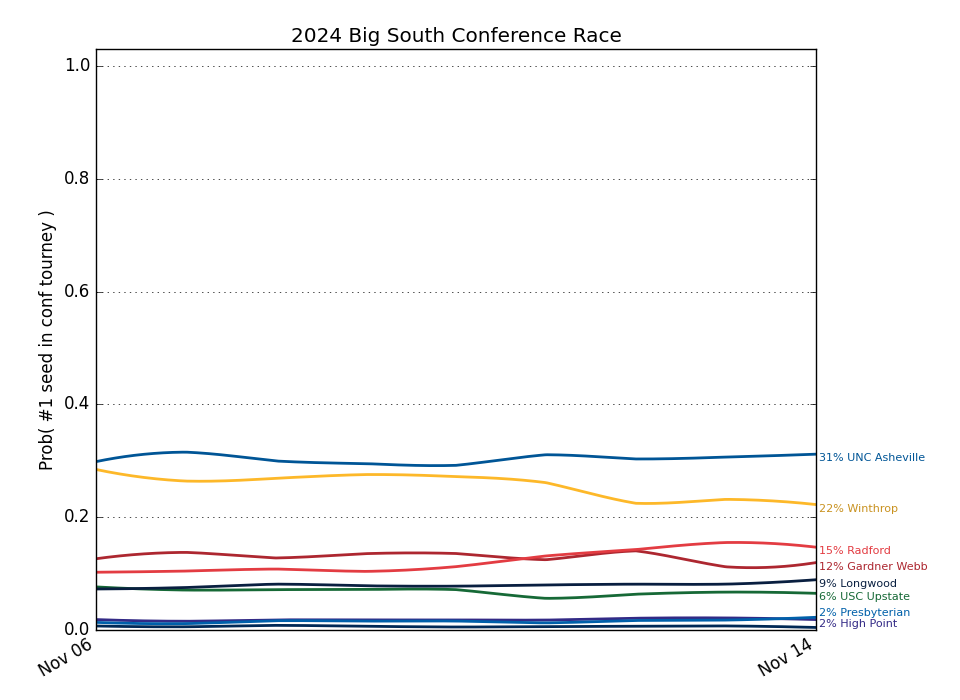 2024 Big South Conference Race
Prob( #1 seed in conf tourney )
1.0
0.8
0.6
0.4
0.2
0.0
Nov 06
Nov 14
31% UNC Asheville
22% Winthrop
15% Radford
12% Gardner Webb
9% Longwood
6% USC Upstate
2% Presbyterian
2% High Point